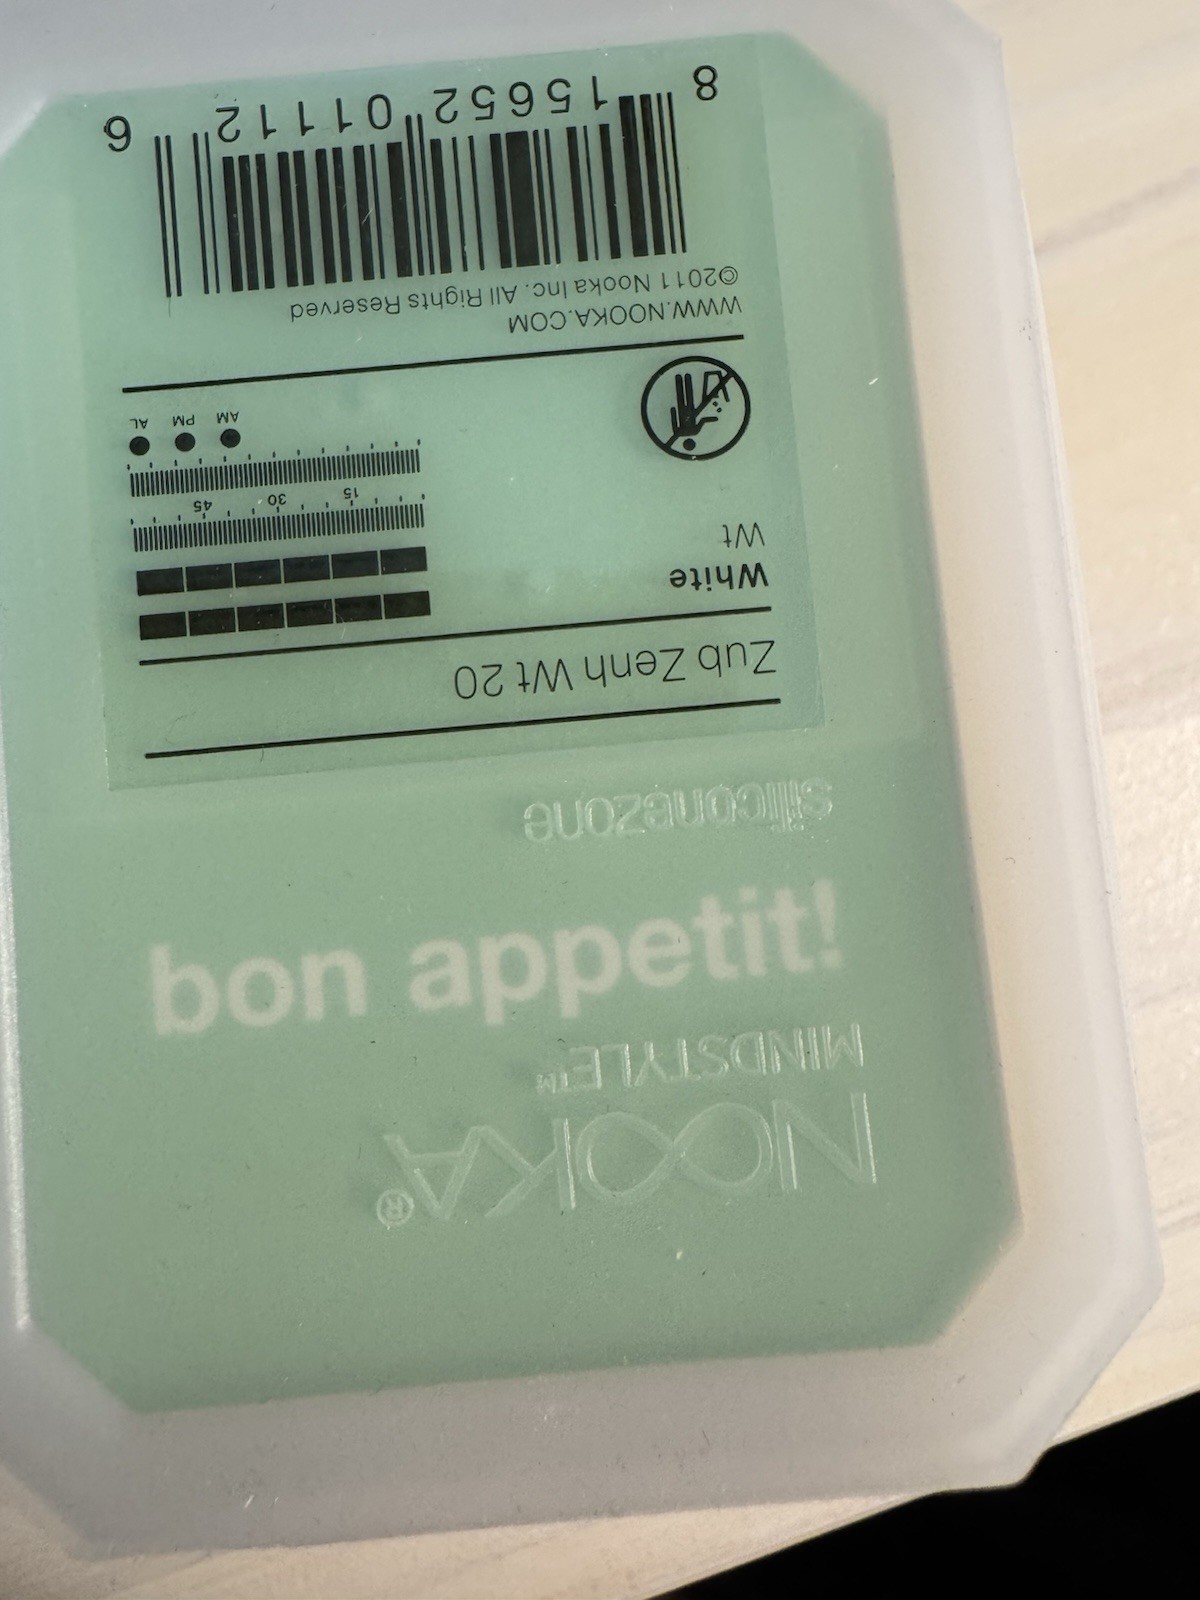 NOOKA®
MINDSTYLE™
bon appetit!
siliconezone
Zub Zenh Wt 20
White
Wt
15 30 45
AM PM AL
WWW.NOOKA.COM
©2011 Nooka Inc. All Rights Reserved
8 15652 01112 6